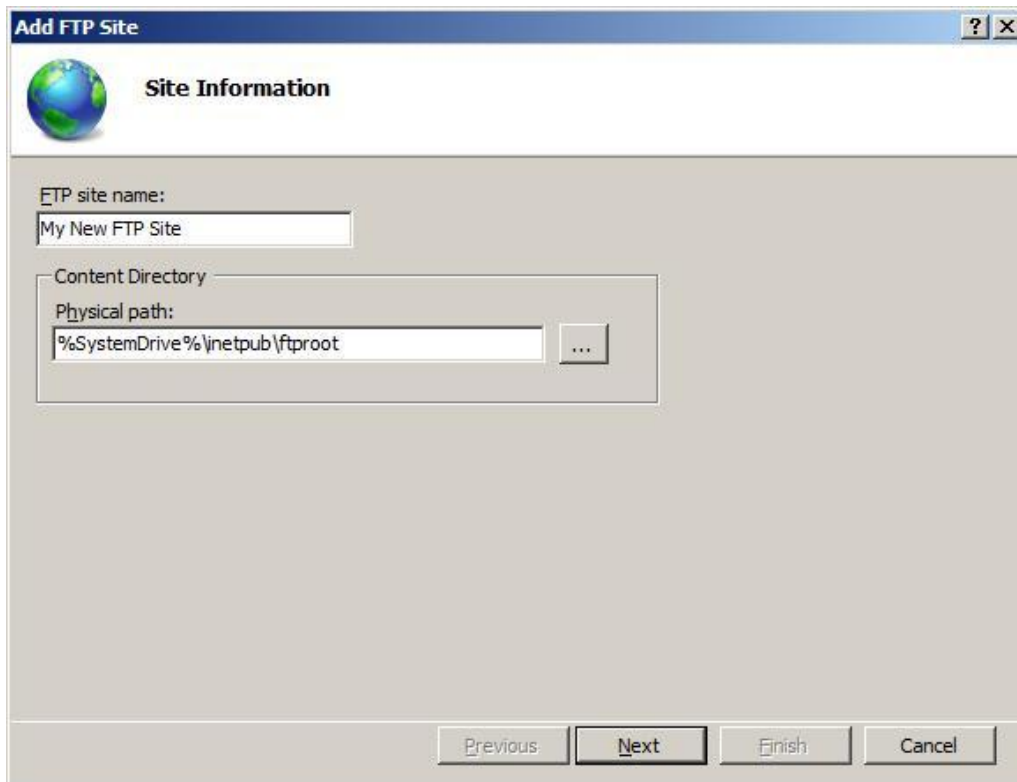 Add FTP Site
Site Information
FTP site name:
My New FTP Site
Content Directory
Physical path:
%SystemDrive%\inetpub\ftproot
...
Previous Next Finish Cancel